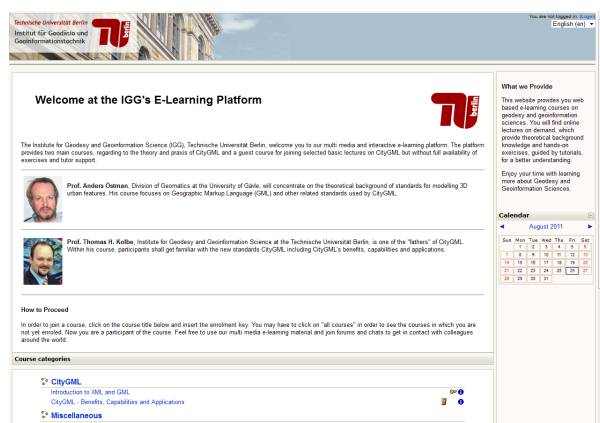 You are not logged in. (Login)
English (en)
Technische Universität Berlin
Institut für Geodäsie und
Geoinformationstechnik
berlin
Welcome at the IGG's E-Learning Platform
berlin
The Institute for Geodesy and Geoinformation Science (IGG), Technische Universität Berlin, welcome you to our multi media and interactive e-learning platform. The platform
provides two main courses, regarding to the theory and praxis of CityGML and a guest course for joining selected basic lectures on CityGML but without full availability of
exercises and tutor support.
Prof. Anders Östman, Division of Geomatics at the University of Gävle, will concentrate on the theoretical background of standards for modelling 3D
urban features. His course focuses on Geographic Markup Language (GML) and other related standards used by CityGML.
Prof. Thomas H. Kolbe, Institute for Geodesy and Geoinformation Science at the Technische Universität Berlin, is one of the "fathers" of CityGML.
Within his course, participants shall get familiar with the new standards CityGML including CityGML's benefits, capabilities and applications.
How to Proceed
In order to join a course, click on the course title below and insert the enrolment key. You may have to click on "all courses" in order to see the courses in which you are
not yet enroled. Now you are a participant of the course. Feel free to use our multi media e-learning material and join forums and chats to get in contact with colleagues
around the world.
Course categories
CityGML
Introduction to XML and GML
CityGML - Benefits, Capabilities and Applications
Miscellaneous
What we Provide
This website provides you web
based e-learning courses on
geodesy and geoinformation
sciences. You will find online
lectures on demand, which
provide theoretical background
knowledge and hands-on
exercises, guided by tutorials,
for a better understanding.
Enjoy your time with learning
more about Geodesy and
Geoinformation Sciences.
Calendar
August 2011
Sun Mon Tue Wed Thu Fri Sat
1 2 3 4 5 6
7 8 9 10 11 12 13
14 15 16 17 18 19 20
21 22 23 24 25 26 27
28 29 30 31